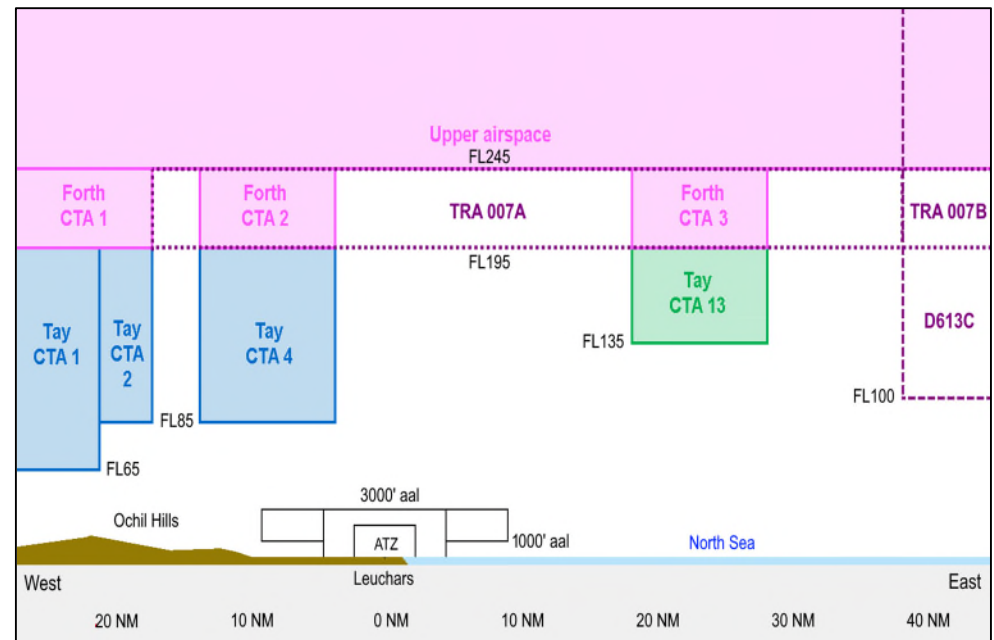 Upper airspace
FL245
Forth
CTA 1
Forth
CTA 2
TRA 007A
Forth
CTA 3
TRA 007B
FL195
Tay
CTA 1
Tay
CTA
2
Tay
CTA 4
Tay
CTA 13
D613C
FL135
FL100
FL85
FL65
3000' aal
Ochil Hills
ATZ
1000' aal
North Sea
West
Leuchars
East
20 NM
10 NM
0 NM
10 NM
20 NM
30 NM
40 NM